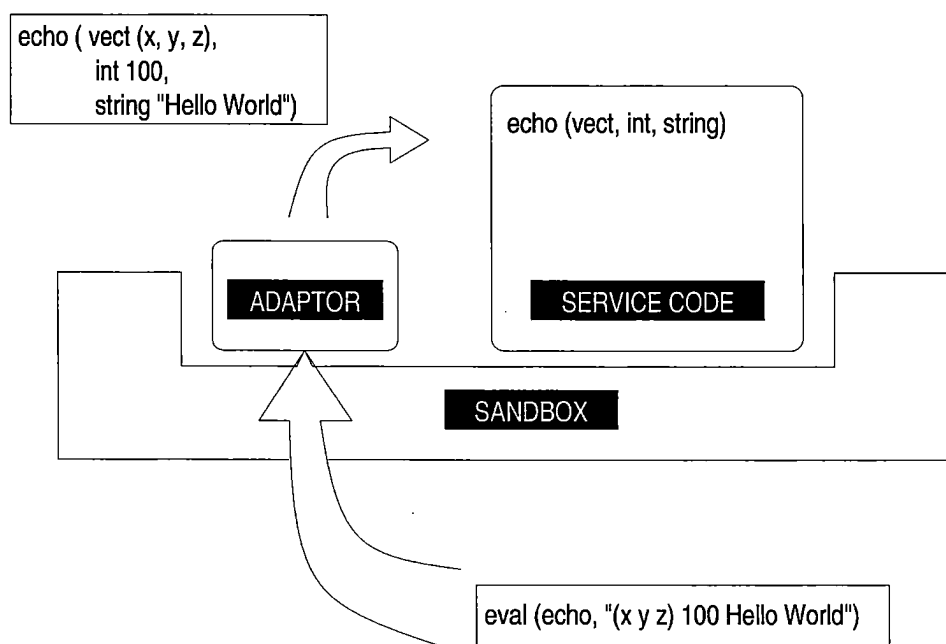 echo ( vect (x, y, z),
int 100,
string "Hello World")
echo (vect, int, string)
ADAPTOR
SERVICE CODE
SANDBOX
eval (echo, "(x y z) 100 Hello World")